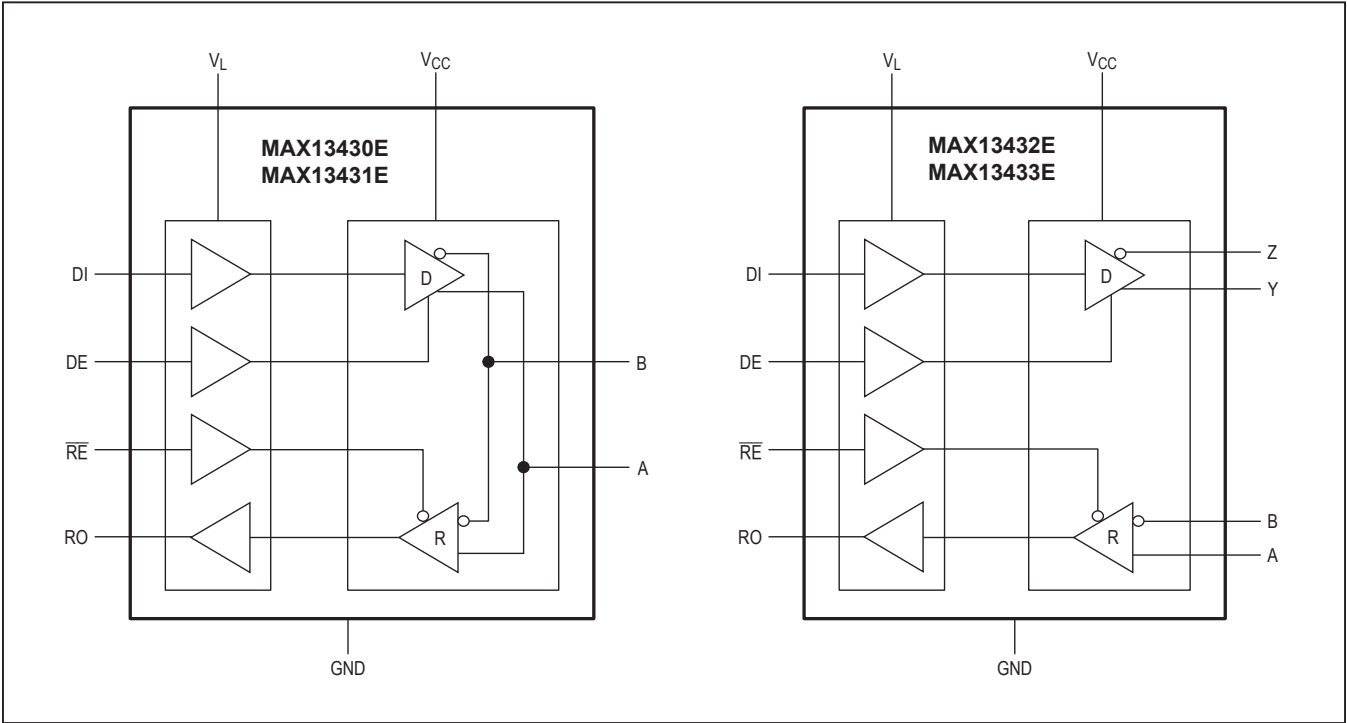 VL
VCC
MAX13430E
MAX13431E
DI
D
DE
B
RE
A
RO
R
GND
VL
VCC
MAX13432E
MAX13433E
DI
D
Z
Y
DE
RE
RO
R
B
A
GND